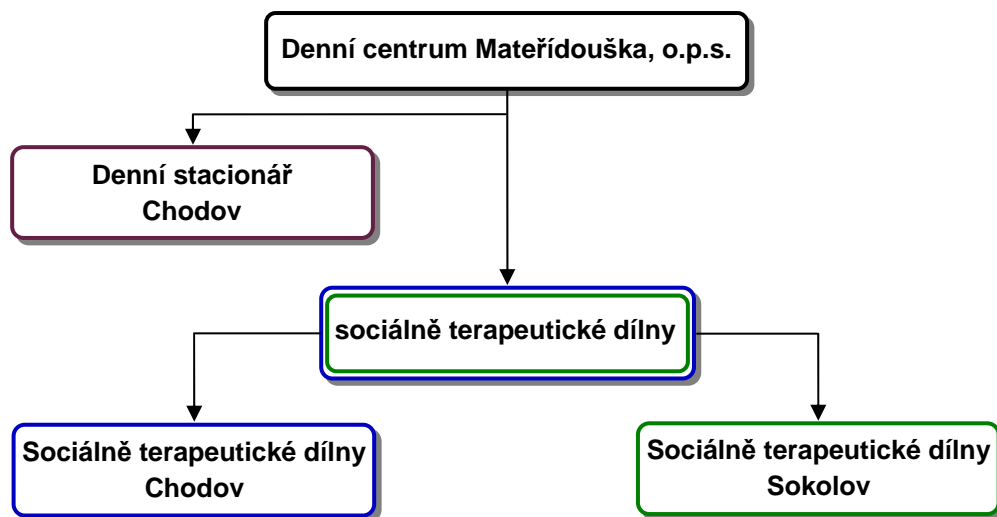 Denní centrum Mateřídouška, o.p.s.
Denní stacionář
Chodov
sociálně terapeutické dílny
Sociálně terapeutické dílny
Chodov
Sociálně terapeutické dílny
Sokolov